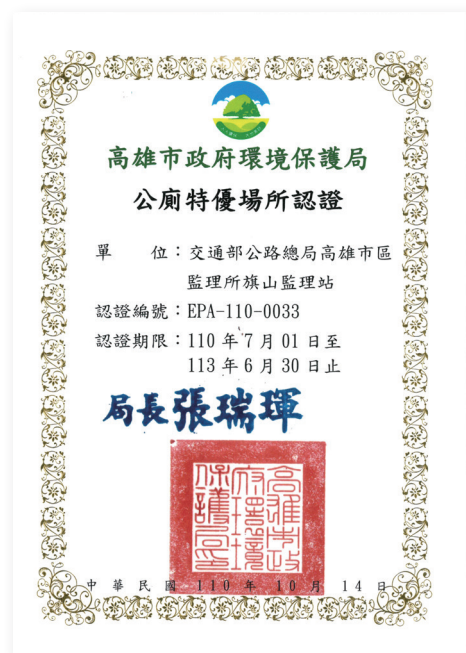 高雄市政府環境保護局
公廁特優場所認證
單 位：交通部公路總局高雄市區
監理所旗山監理站
認證編號：EPA-110-0033
認證期限：110 年 7 月 01 日至
113 年 6 月 30 日止
局長張瑞琿
高雄市政
府環境
保護局印
中華民國 110 年 10 月 14 日